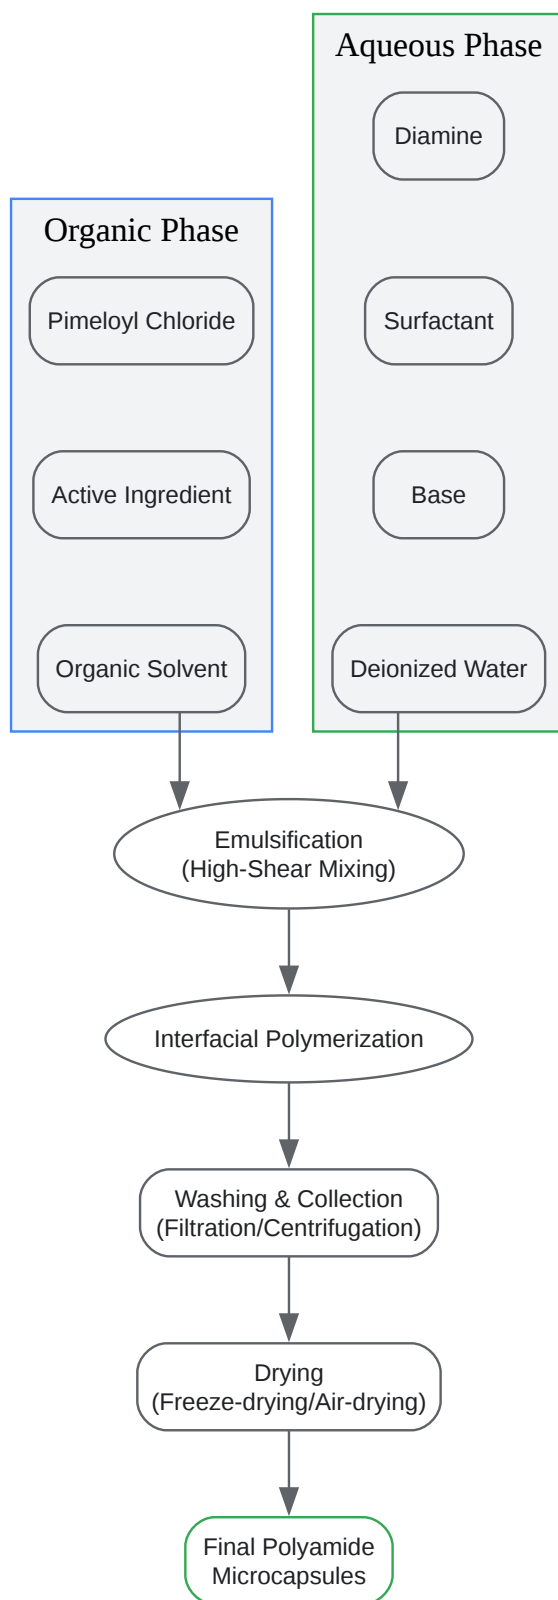 Organic Phase
Pimeloyl Chloride
Active Ingredient
Organic Solvent
Aqueous Phase
Diamine
Surfactant
Base
Deionized Water
Emulsification
(High-Shear Mixing)
Interfacial Polymerization
Washing & Collection
(Filtration/Centrifugation)
Drying
(Freeze-drying/Air-drying)
Final Polyamide
Microcapsules